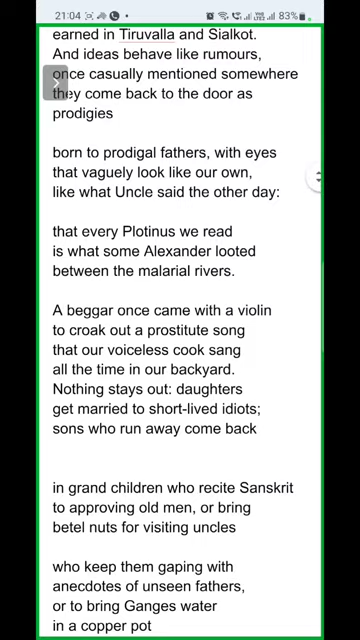 21:04
83%
earned in Tiruvalla and Sialkot.
And ideas behave like rumours,
once casually mentioned somewhere
they come back to the door as
prodigies
born to prodigal fathers, with eyes
that vaguely look like our own,
like what Uncle said the other day:
that every Plotinus we read
is what some Alexander looted
between the malarial rivers.
A beggar once came with a violin
to croak out a prostitute song
that our voiceless cook sang
all the time in our backyard.
Nothing stays out: daughters
get married to short-lived idiots;
sons who run away come back
in grand children who recite Sanskrit
to approving old men, or bring
betel nuts for visiting uncles
who keep them gaping with
anecdotes of unseen fathers,
or to bring Ganges water
in a copper pot